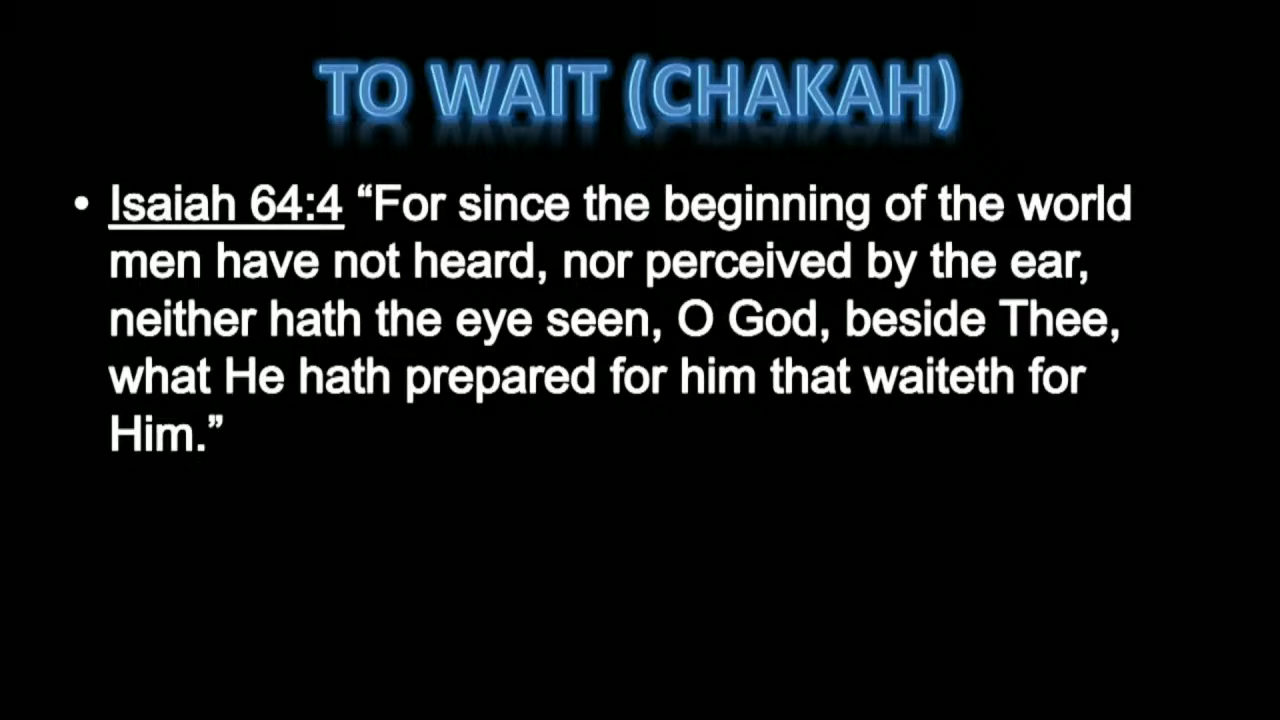 TO WAIT (CHAKAH)
• Isaiah 64:4 “For since the beginning of the world
men have not heard, nor perceived by the ear,
neither hath the eye seen, O God, beside Thee,
what He hath prepared for him that waiteth for
Him.”